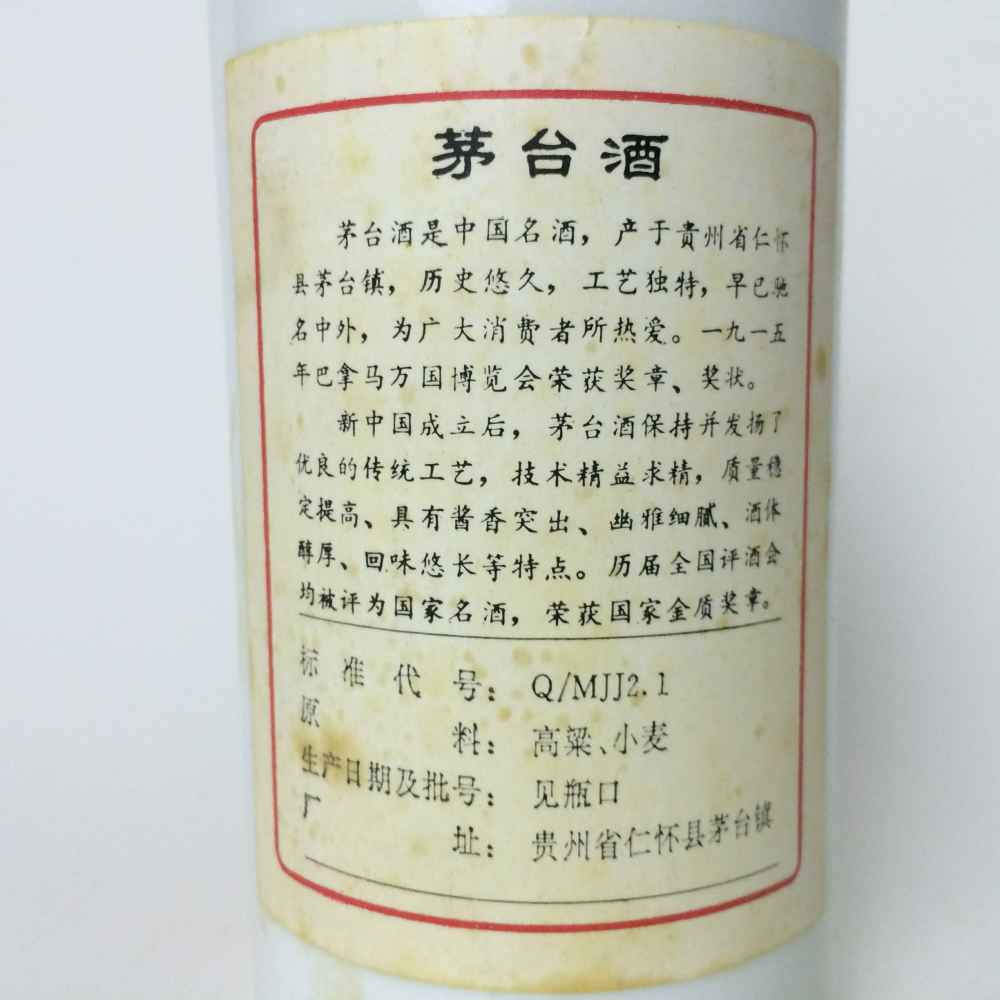 茅台酒
茅台酒是中国名酒，产于贵州省仁怀
县茅台镇，历史悠久，工艺独特，早已驰
名中外，为广大消费者所热爱。一九一五
年巴拿马万国博览会荣获奖章、奖状。
新中国成立后，茅台酒保持并发扬了
优良的传统工艺，技术精益求精，质量稳
定提高、具有酱香突出、幽雅细腻、酒体
醇厚、回味悠长等特点。历届全国评酒会
均被评为国家名酒，荣获国家金质奖章。
标准代号：Q/MJJ2.1
原料：高粱、小麦
生产日期及批号：见瓶口
厂址：贵州省仁怀县茅台镇